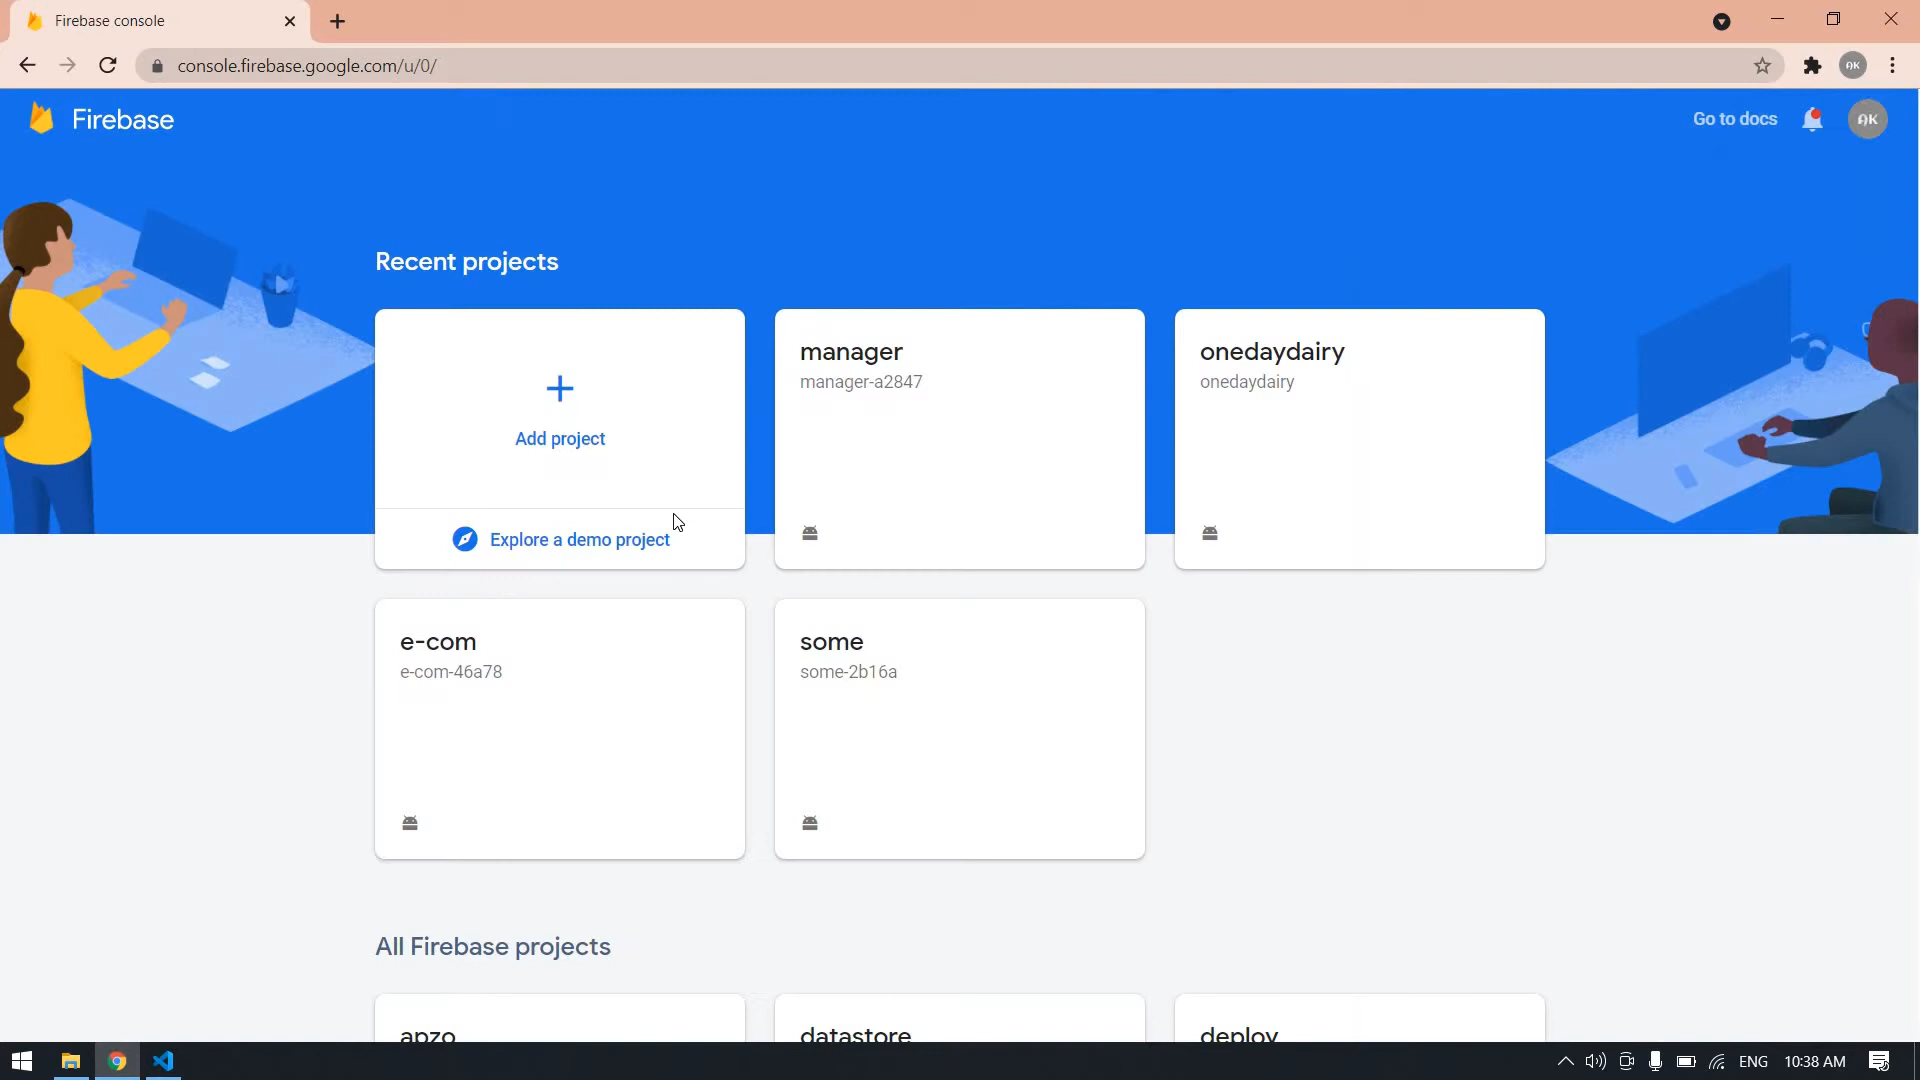 Firebase console
console.firebase.google.com/u/0/
AK
Firebase
Go to docs
AK
Recent projects
Add project
Explore a demo project
manager
manager-a2847
onedaydairy
onedaydairy
e-com
e-com-46a78
some
some-2b16a
All Firebase projects
apzo
datastore
deploy
ENG
10:38 AM